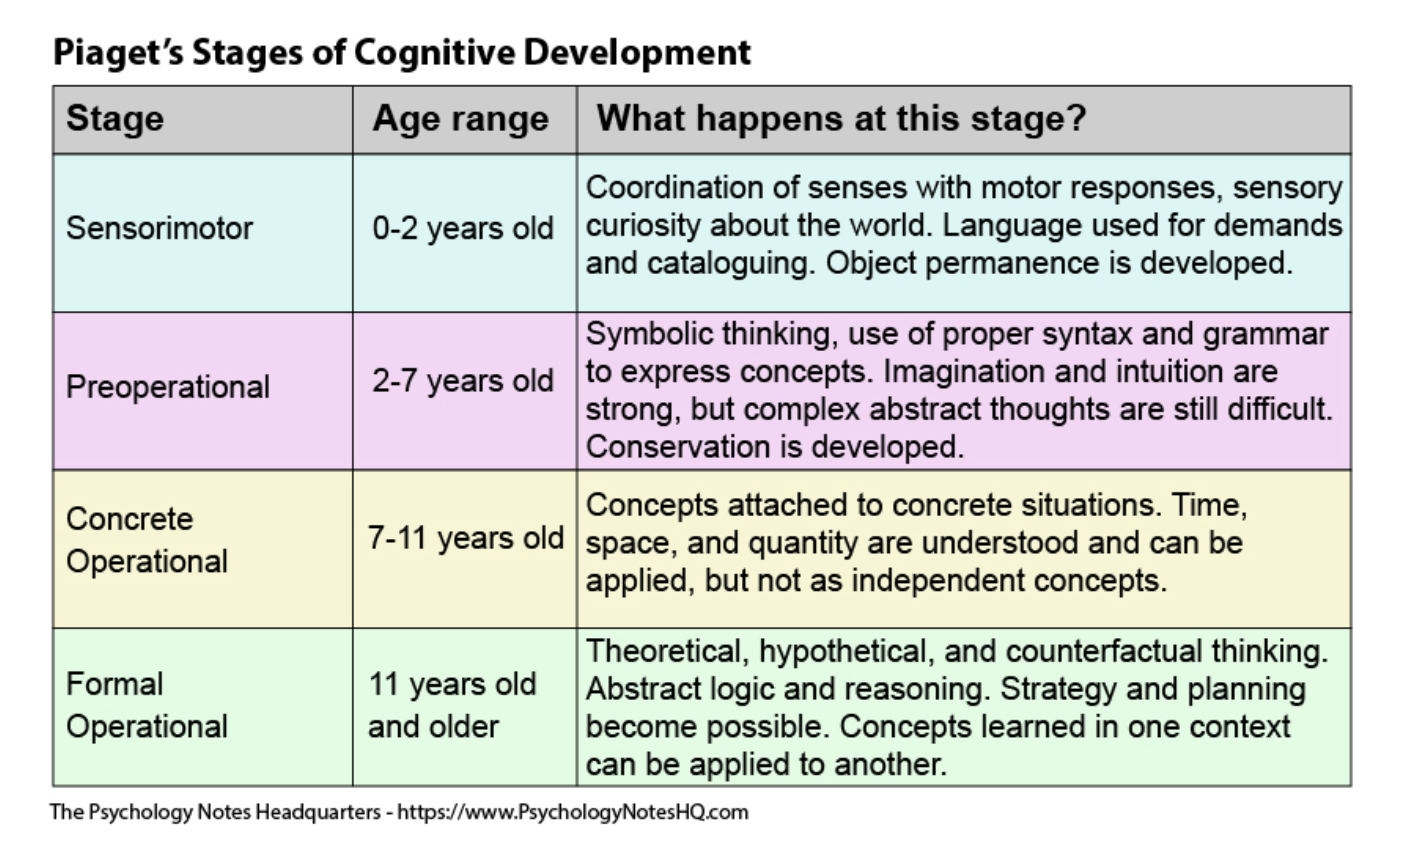 Piaget's Stages of Cognitive Development
Stage
Age range
What happens at this stage?
Sensorimotor
0-2 years old
Coordination of senses with motor responses, sensory
curiosity about the world. Language used for demands
and cataloguing. Object permanence is developed.
Preoperational
2-7 years old
Symbolic thinking, use of proper syntax and grammar
to express concepts. Imagination and intuition are
strong, but complex abstract thoughts are still difficult.
Conservation is developed.
Concrete
Operational
7-11 years old
Concepts attached to concrete situations. Time,
space, and quantity are understood and can be
applied, but not as independent concepts.
Formal
Operational
11 years old
and older
Theoretical, hypothetical, and counterfactual thinking.
Abstract logic and reasoning. Strategy and planning
become possible. Concepts learned in one context
can be applied to another.
The Psychology Notes Headquarters - https://www.PsychologyNotesHQ.com